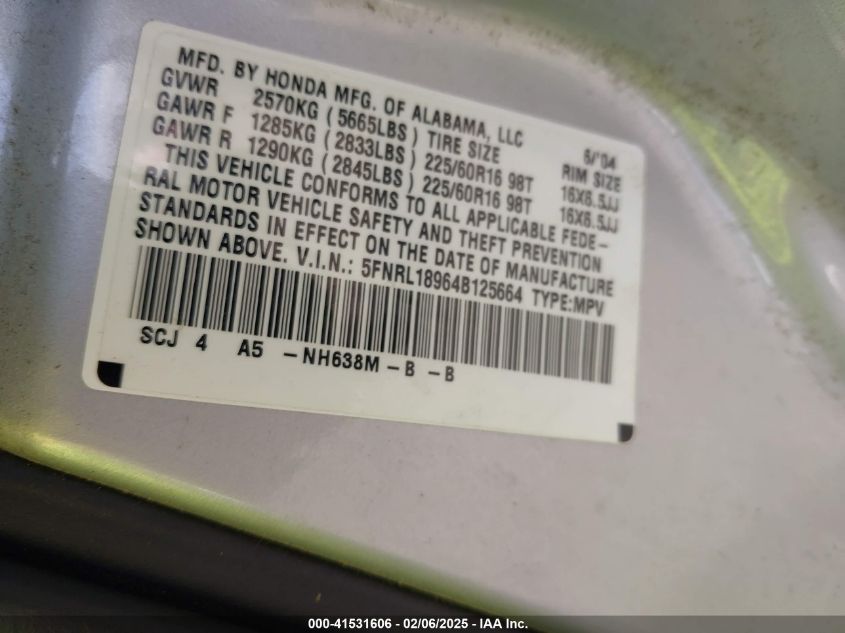 MFD. BY HONDA MFG. OF ALABAMA, LLC 6/'04
GVWR 2570KG (5665LBS) TIRE SIZE RIM SIZE
GAWR F 1285KG (2833LBS) 225/60R16 98T 16X6.5JJ
GAWR R 1290KG (2845LBS) 225/60R16 98T 16X6.5JJ
THIS VEHICLE CONFORMS TO ALL APPLICABLE FEDE-
RAL MOTOR VEHICLE SAFETY AND THEFT PREVENTION
STANDARDS IN EFFECT ON THE DATE OF MANUFACTURE
SHOWN ABOVE. V.I.N.: 5FNRL18964B125664 TYPE:MPV
SCJ 4 A5 -NH638M -B -B
000-41531606 - 02/06/2025 - IAA Inc.